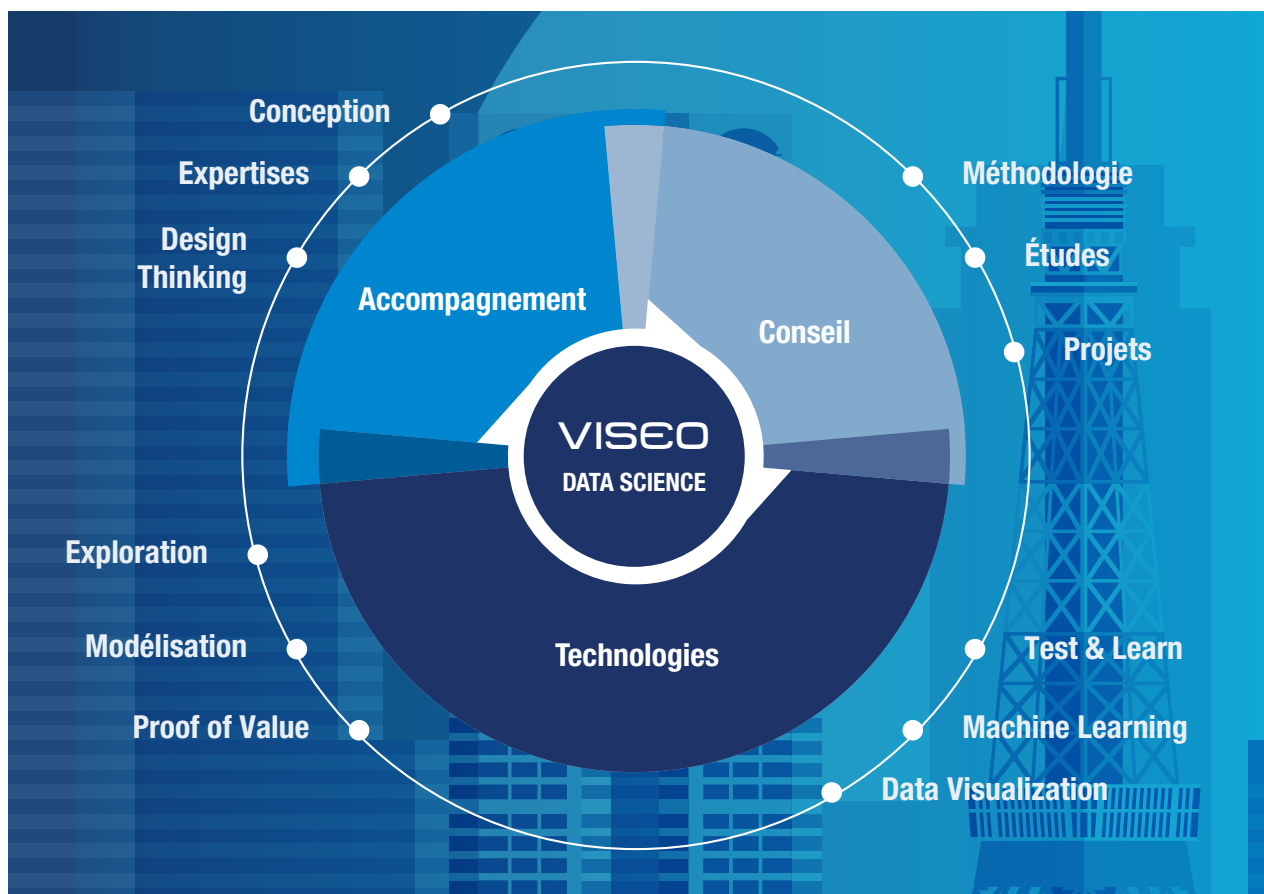 Conception
Expertises
Design
Thinking
Accompagnement
Méthodologie
Études
Projets
Conseil
VISEO
DATA SCIENCE
Exploration
Modélisation
Proof of Value
Technologies
Test & Learn
Machine Learning
Data Visualization